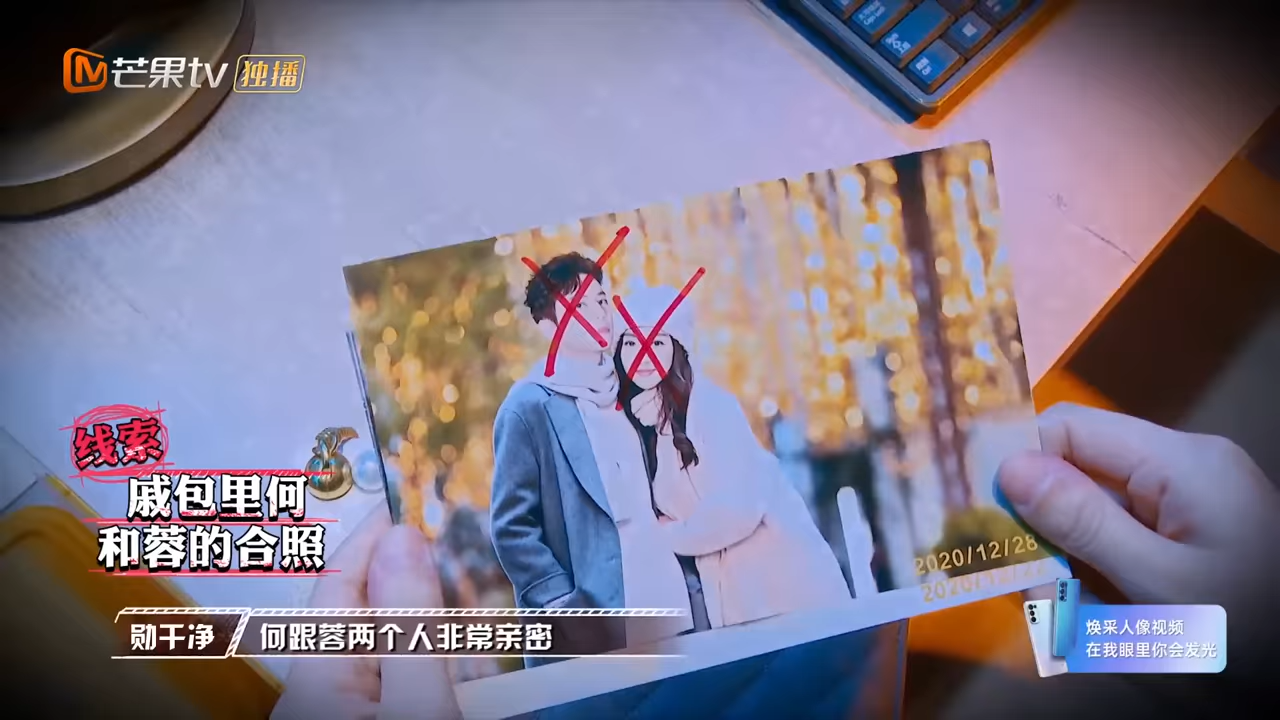 芒果tv 独播
线索
戚包里何
和蓉的合照
2020/12/28
勋干净
何跟蓉两个人非常亲密
焕采人像视频
在我眼里你会发光